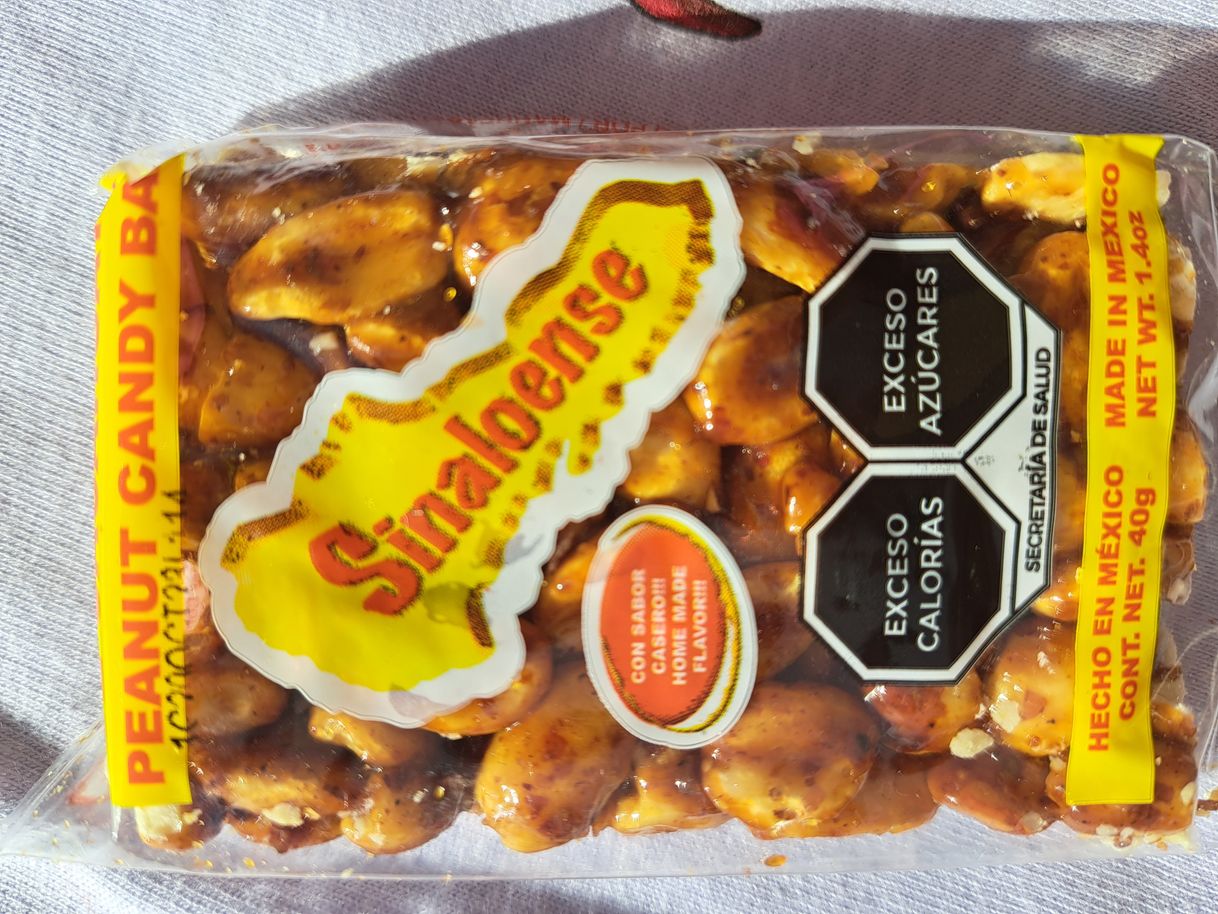 PEANUT CANDY BA
Sinaloense
CON SABOR
CASERO!!!
HOME MADE
FLAVOR!!!
EXCESO
CALORÍAS
EXCESO
AZÚCARES
SECRETARÍA DE SALUD
HECHO EN MÉXICO MADE IN MEXICO
CONT. NET. 40g NET WT. 1.4oz